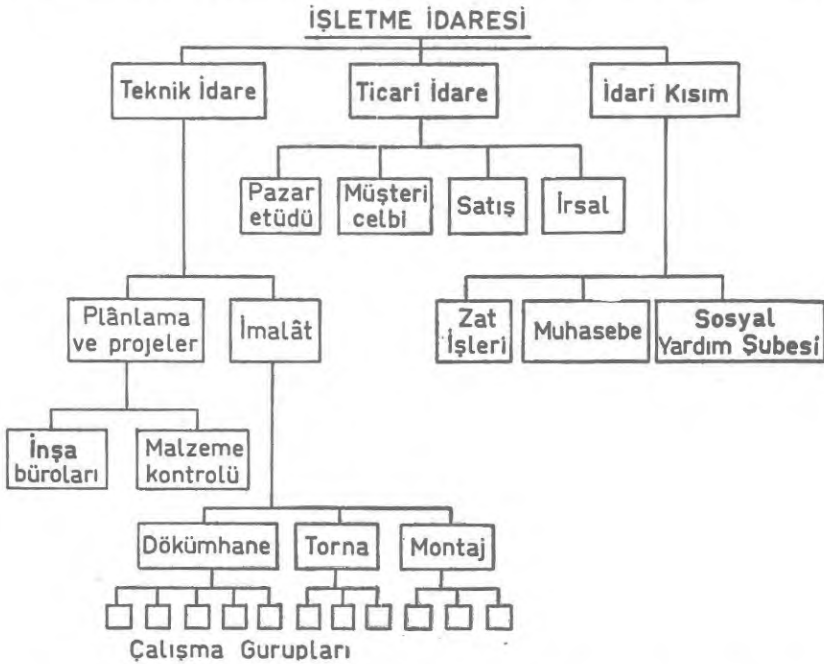 İŞLETME İDARESİ
Teknik İdare
Ticarî İdare
İdari Kısım
Pazar
etüdü
Müşteri
celbi
Satış
İrsal
Plânlama
ve projeler
İmalât
Zat
İşleri
Muhasebe
Sosyal
Yardım Şubesi
İnşa
büroları
Malzeme
kontrolü
Dökümhane
Torna
Montaj
Çalışma Gurupları